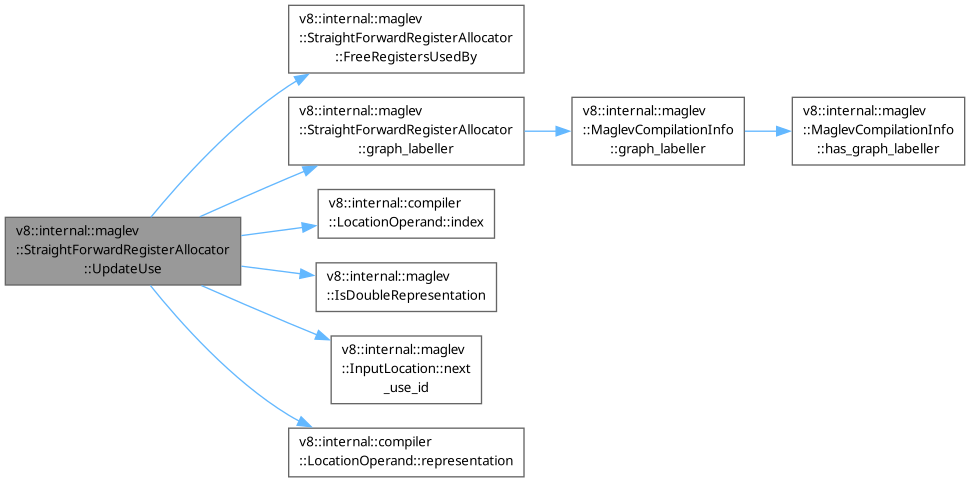 v8::internal::maglev
::StraightForwardRegisterAllocator
::UpdateUse
v8::internal::maglev
::StraightForwardRegisterAllocator
::FreeRegistersUsedBy
v8::internal::maglev
::StraightForwardRegisterAllocator
::graph_labeller
v8::internal::maglev
::MaglevCompilationInfo
::graph_labeller
v8::internal::maglev
::MaglevCompilationInfo
::has_graph_labeller
v8::internal::compiler
::LocationOperand::index
v8::internal::maglev
::IsDoubleRepresentation
v8::internal::maglev
::InputLocation::next
_use_id
v8::internal::compiler
::LocationOperand::representation